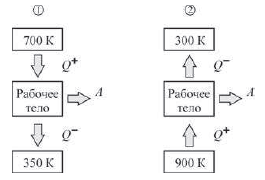 ① ②
700 К 300 К
Q+ Q−
Рабочее тело A Рабочее тело A
Q− Q+
350 К 900 К